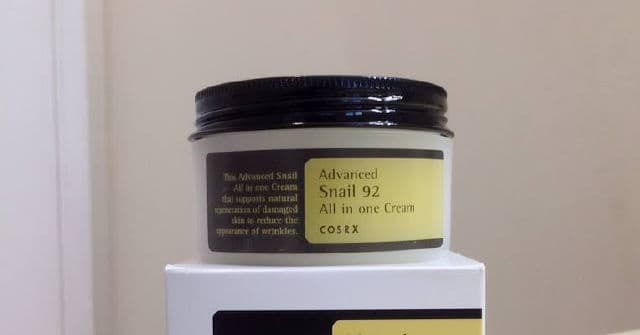 This Advanced Snail
All in one Cream
that supports natural
regeneration of damaged
skin to reduce the
appearance of wrinkles.
Advanced
Snail 92
All in one Cream
COSRX